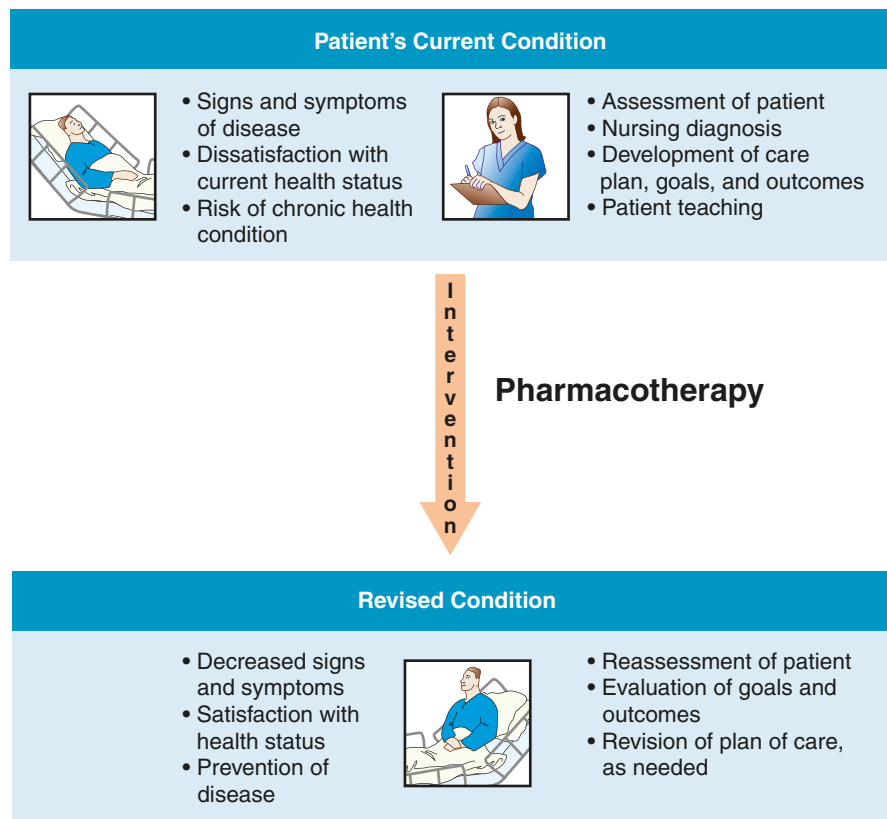 Patient's Current Condition
• Signs and symptoms
of disease
• Dissatisfaction with
current health status
• Risk of chronic health
condition
• Assessment of patient
• Nursing diagnosis
• Development of care
plan, goals, and outcomes
• Patient teaching
Intervention
Pharmacotherapy
Revised Condition
• Decreased signs
and symptoms
• Satisfaction with
health status
• Prevention of
disease
• Reassessment of patient
• Evaluation of goals and
outcomes
• Revision of plan of care,
as needed